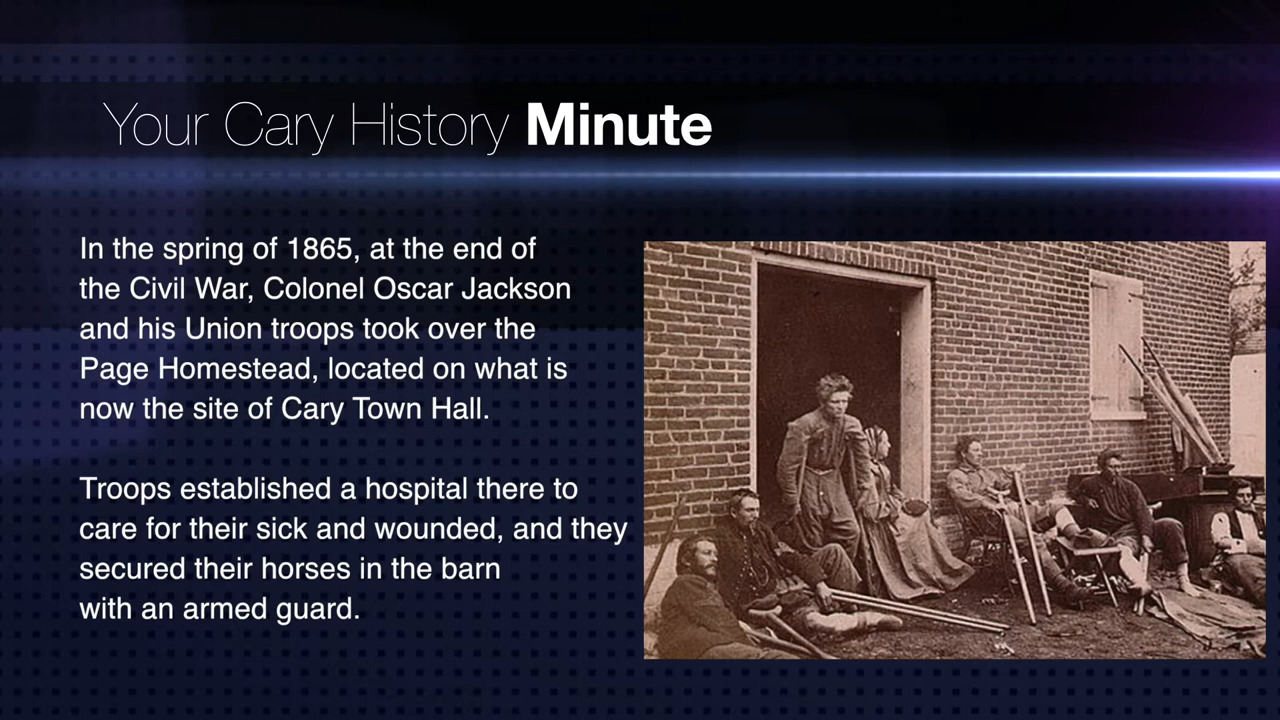 Your Cary History Minute
In the spring of 1865, at the end of
the Civil War, Colonel Oscar Jackson
and his Union troops took over the
Page Homestead, located on what is
now the site of Cary Town Hall.
Troops established a hospital there to
care for their sick and wounded, and they
secured their horses in the barn
with an armed guard.